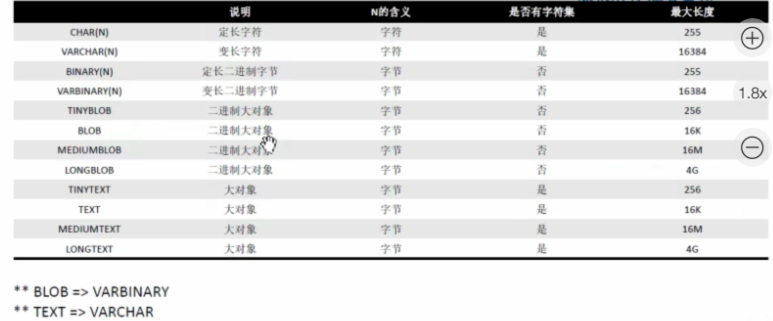 说明 N的含义 是否有字符集 最大长度
CHAR(N) 定长字符 字符 是 255
VARCHAR(N) 变长字符 字符 是 16384
BINARY(N) 定长二进制字节 字节 否 255
VARBINARY(N) 变长二进制字节 字节 否 16384
TINYBLOB 二进制大对象 字节 否 256
BLOB 二进制大对象 字节 否 16K
MEDIUMBLOB 二进制大对象 字节 否 16M
LONGBLOB 二进制大对象 字节 否 4G
TINYTEXT 大对象 字节 是 256
TEXT 大对象 字节 是 16K
MEDIUMTEXT 大对象 字节 是 16M
LONGTEXT 大对象 字节 是 4G
1.8x
** BLOB => VARBINARY
** TEXT => VARCHAR